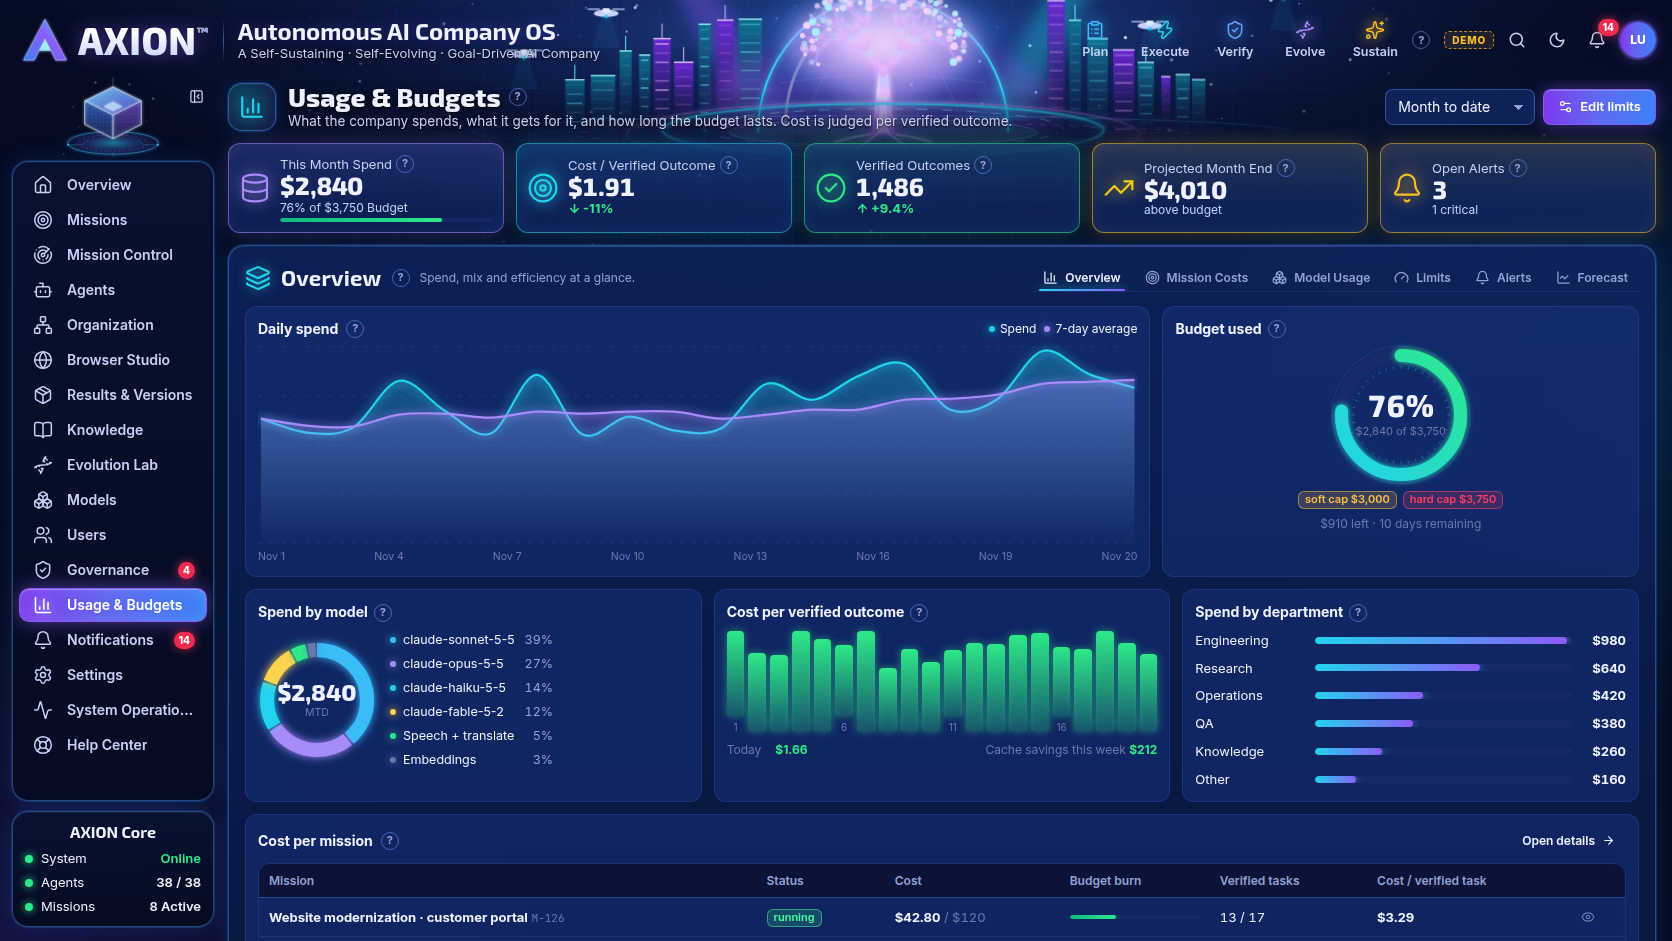 AXION™
Autonomous AI Company OS
A Self-Sustaining · Self-Evolving · Goal-Driven AI Company
Plan
Execute
Verify
Evolve
Sustain
?
DEMO
14
LU
Usage & Budgets ?
What the company spends, what it gets for it, and how long the budget lasts. Cost is judged per verified outcome.
Month to date
Edit limits
Overview
Missions
Mission Control
Agents
Organization
Browser Studio
Results & Versions
Knowledge
Evolution Lab
Models
Users
Governance 4
Usage & Budgets
Notifications 14
Settings
System Operatio...
Help Center
AXION Core
System Online
Agents 38 / 38
Missions 8 Active
This Month Spend ?
$2,840
76% of $3,750 Budget
Cost / Verified Outcome ?
$1.91
↓ -11%
Verified Outcomes ?
1,486
↑ +9.4%
Projected Month End ?
$4,010
above budget
Open Alerts ?
3
1 critical
Overview ? Spend, mix and efficiency at a glance.
Overview
Mission Costs
Model Usage
Limits
Alerts
Forecast
Daily spend ?
Spend
7-day average
Nov 1 Nov 4 Nov 7 Nov 10 Nov 13 Nov 16 Nov 19 Nov 20
Budget used ?
76%
$2,840 of $3,750
soft cap $3,000
hard cap $3,750
$910 left · 10 days remaining
Spend by model ?
$2,840
MTD
claude-sonnet-5-5 39%
claude-opus-5-5 27%
claude-haiku-5-5 14%
claude-fable-5-2 12%
Speech + translate 5%
Embeddings 3%
Cost per verified outcome ?
1 6 11 16
Today $1.66
Cache savings this week $212
Spend by department ?
Engineering $980
Research $640
Operations $420
QA $380
Knowledge $260
Other $160
Cost per mission ?
Open details →
Mission Status Cost Budget burn Verified tasks Cost / verified task
Website modernization · customer portal M-126 running $42.80 / $120 13 / 17 $3.29